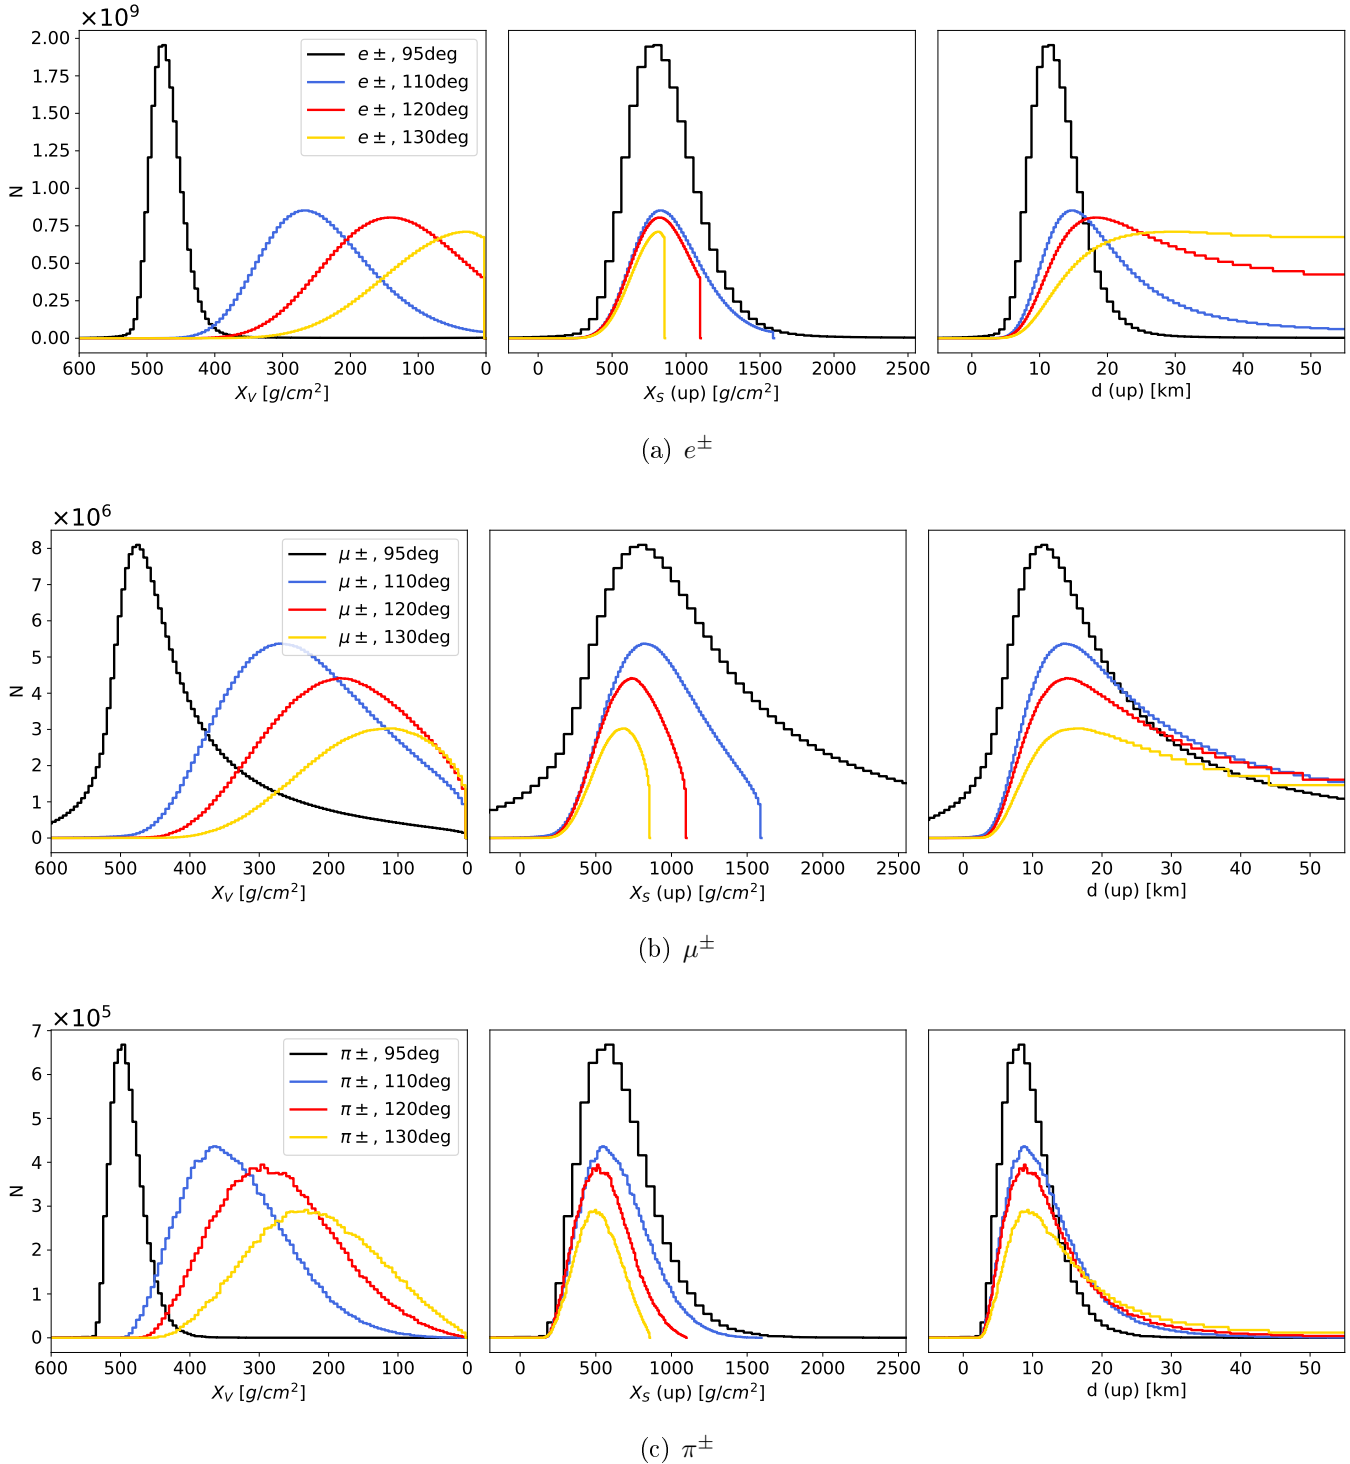 ×10⁹
2.00
1.75
1.50
1.25
1.00
0.75
0.50
0.25
0.00
N
e±, 95deg
e±, 110deg
e±, 120deg
e±, 130deg
600 500 400 300 200 100 0
0 500 1000 1500 2000 2500
0 10 20 30 40 50
X_V [g/cm²]
X_S (up) [g/cm²]
d (up) [km]
(a) e^±
×10⁶
8
7
6
5
4
3
2
1
0
N
μ±, 95deg
μ±, 110deg
μ±, 120deg
μ±, 130deg
600 500 400 300 200 100 0
0 500 1000 1500 2000 2500
0 10 20 30 40 50
X_V [g/cm²]
X_S (up) [g/cm²]
d (up) [km]
(b) μ^±
×10⁵
7
6
5
4
3
2
1
0
N
π±, 95deg
π±, 110deg
π±, 120deg
π±, 130deg
600 500 400 300 200 100 0
0 500 1000 1500 2000 2500
0 10 20 30 40 50
X_V [g/cm²]
X_S (up) [g/cm²]
d (up) [km]
(c) π^±